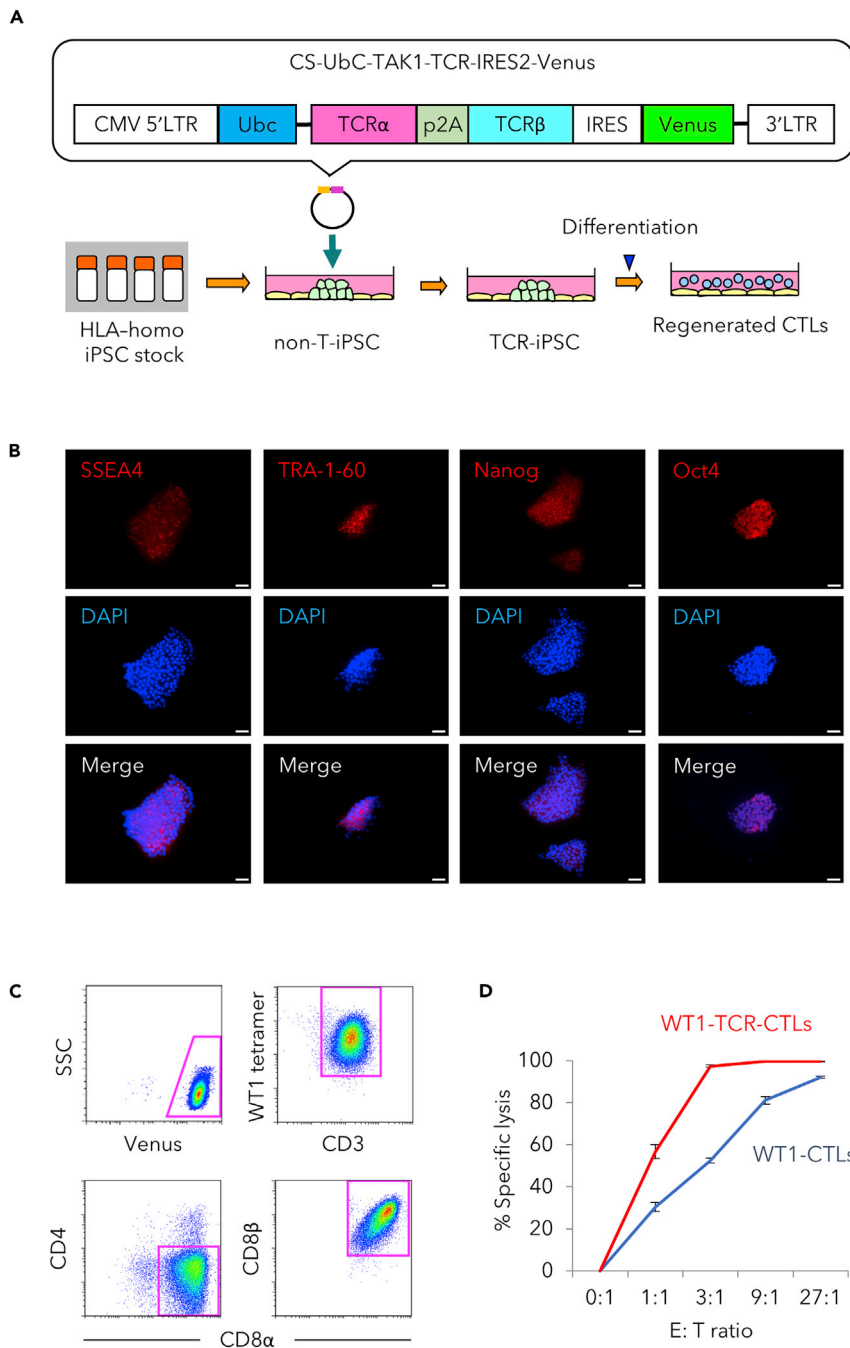 A
CS-UbC-TAK1-TCR-IRES2-Venus
CMV 5'LTR Ubc TCRα p2A TCRβ IRES Venus 3'LTR
Differentiation
HLA-homo
iPSC stock
non-T-iPSC
TCR-iPSC
Regenerated CTLs
B
SSEA4 TRA-1-60 Nanog Oct4
DAPI DAPI DAPI DAPI
Merge Merge Merge Merge
C
SSC
Venus
WT1 tetramer
CD3
CD4
CD8β
CD8α
D
WT1-TCR-CTLs
WT1-CTLs
% Specific lysis
100
80
60
40
20
0
0:1 1:1 3:1 9:1 27:1
E: T ratio